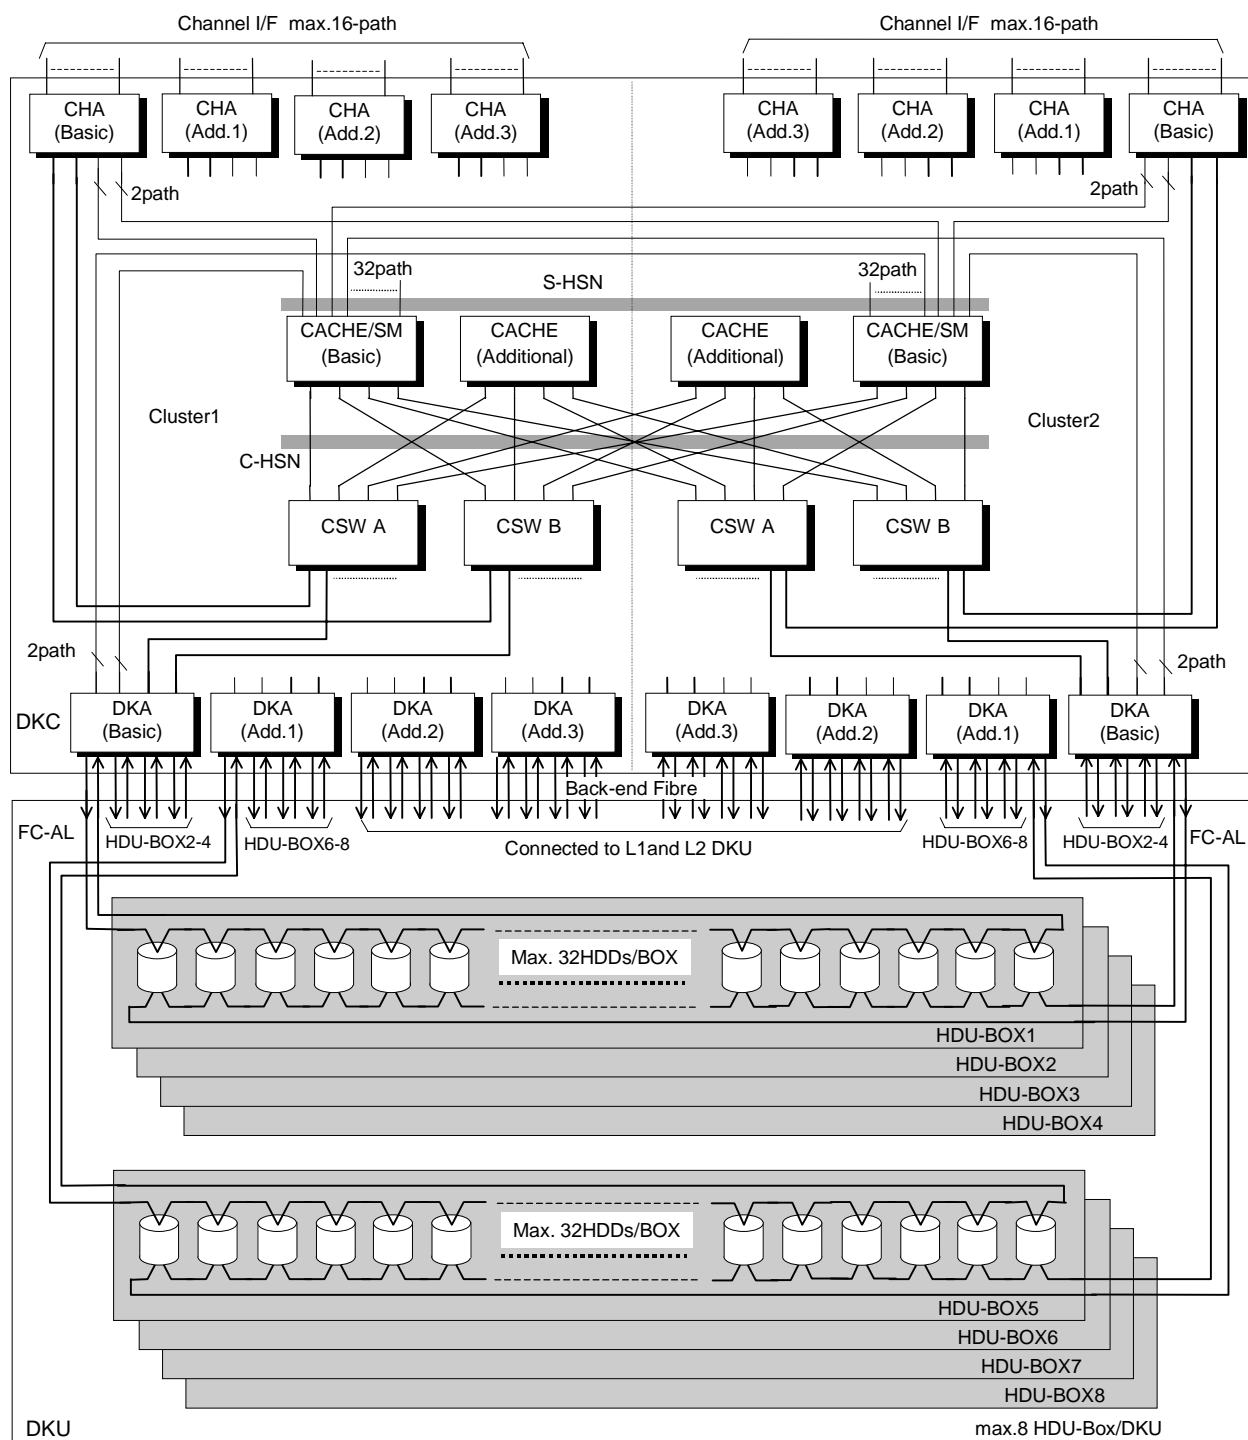 Channel I/F  max.16-path
Channel I/F  max.16-path
CHA
(Basic)
CHA
(Add.1)
CHA
(Add.2)
CHA
(Add.3)
CHA
(Add.3)
CHA
(Add.2)
CHA
(Add.1)
CHA
(Basic)
2path
2path
32path
S-HSN
32path
CACHE/SM
(Basic)
CACHE
(Additional)
CACHE
(Additional)
CACHE/SM
(Basic)
Cluster1
Cluster2
C-HSN
CSW A
CSW B
CSW A
CSW B
2path
2path
DKC
DKA
(Basic)
DKA
(Add.1)
DKA
(Add.2)
DKA
(Add.3)
DKA
(Add.3)
DKA
(Add.2)
DKA
(Add.1)
DKA
(Basic)
Back-end Fibre
FC-AL
HDU-BOX2-4
HDU-BOX6-8
Connected to L1and L2 DKU
HDU-BOX6-8
HDU-BOX2-4
FC-AL
Max. 32HDDs/BOX
HDU-BOX1
HDU-BOX2
HDU-BOX3
HDU-BOX4
Max. 32HDDs/BOX
HDU-BOX5
HDU-BOX6
HDU-BOX7
HDU-BOX8
DKU
max.8 HDU-Box/DKU